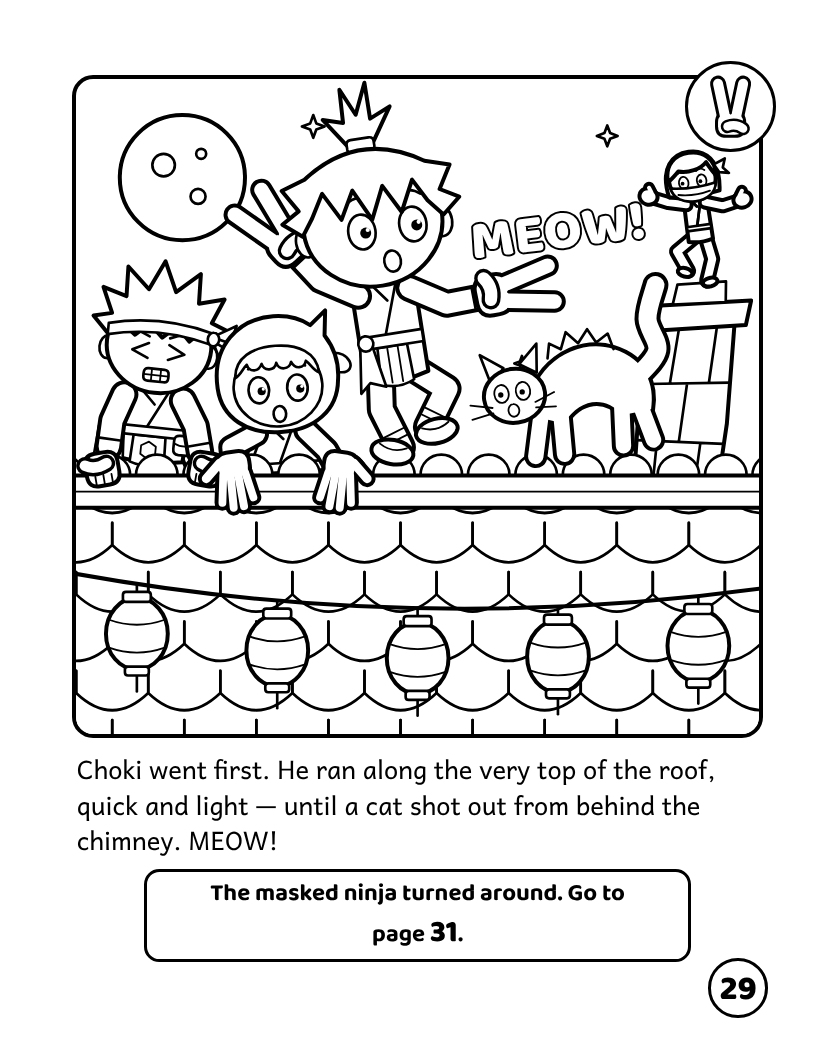 MEOW!
Choki went first. He ran along the very top of the roof,
quick and light — until a cat shot out from behind the
chimney. MEOW!
The masked ninja turned around. Go to
page 31.
29